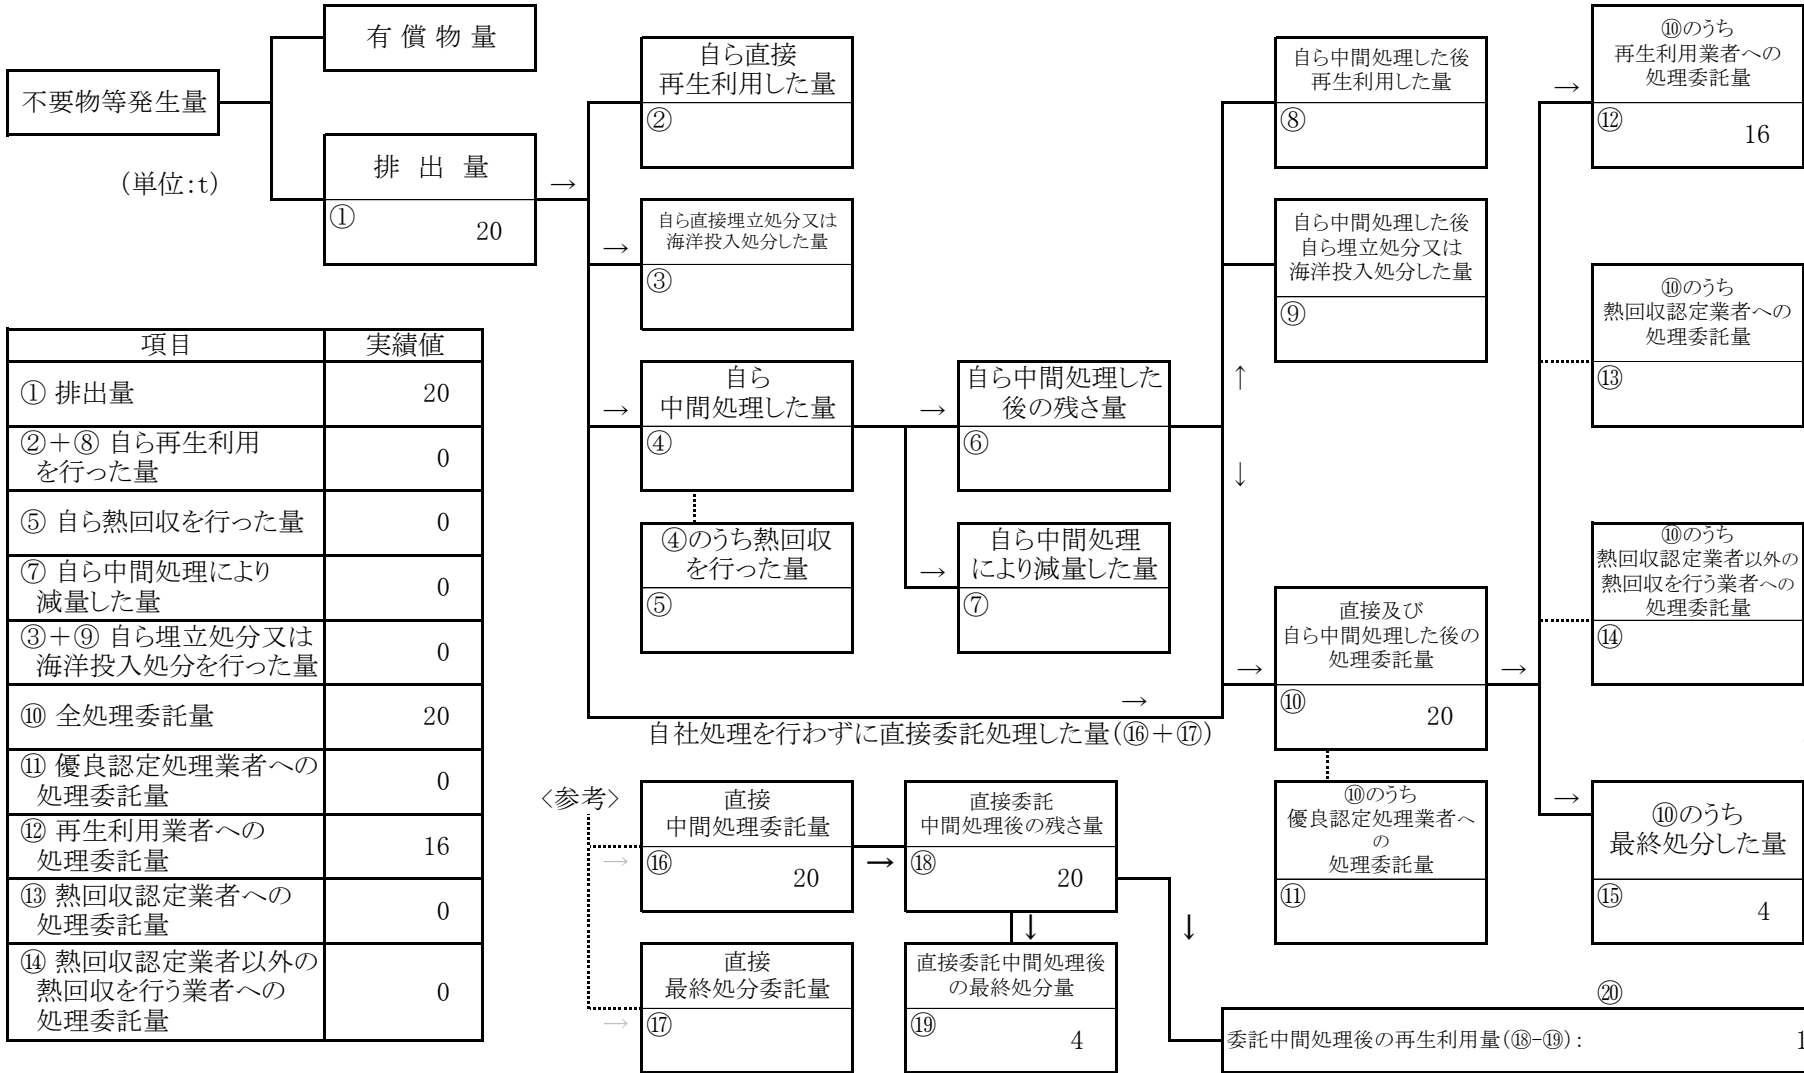 有 償 物 量
不要物等発生量
(単位:t)
排 出 量
→
①
20
自ら直接
再生利用した量
②
自ら直接埋立処分又は
海洋投入処分した量
→
③
自ら
中間処理した量
→
④
④のうち熱回収
を行った量
⑤
→
自ら中間処理した
後の残さ量
⑥
→
自ら中間処理
により減量した量
⑦
自ら中間処理した後
再生利用した量
⑧
自ら中間処理した後
自ら埋立処分又は
海洋投入処分した量
⑨
↑
↓
→
直接及び
自ら中間処理した後の
処理委託量
⑩
20
→
自社処理を行わずに直接委託処理した量(⑯+⑰)
→
⑩のうち
優良認定処理業者へ
の
処理委託量
⑪
→
⑩のうち
再生利用業者への
処理委託量
⑫
16
⑩のうち
熱回収認定業者への
処理委託量
⑬
⑩のうち
熱回収認定業者以外の
熱回収を行う業者への
処理委託量
⑭
→
⑩のうち
最終処分した量
⑮
4
項目 実績値
① 排出量 20
②+⑧ 自ら再生利用
を行った量 0
⑤ 自ら熱回収を行った量 0
⑦ 自ら中間処理により
減量した量 0
③+⑨ 自ら埋立処分又は
海洋投入処分を行った量 0
⑩ 全処理委託量 20
⑪ 優良認定処理業者への
処理委託量 0
⑫ 再生利用業者への
処理委託量 16
⑬ 熱回収認定業者への
処理委託量 0
⑭ 熱回収認定業者以外の
熱回収を行う業者への
処理委託量 0
〈参考〉
→
直接
中間処理委託量
⑯
20
→
直接委託
中間処理後の残さ量
⑱
20
↓
↓
→
直接
最終処分委託量
⑰
直接委託中間処理後
の最終処分量
⑲
4
⑳
委託中間処理後の再生利用量(⑱-⑲):